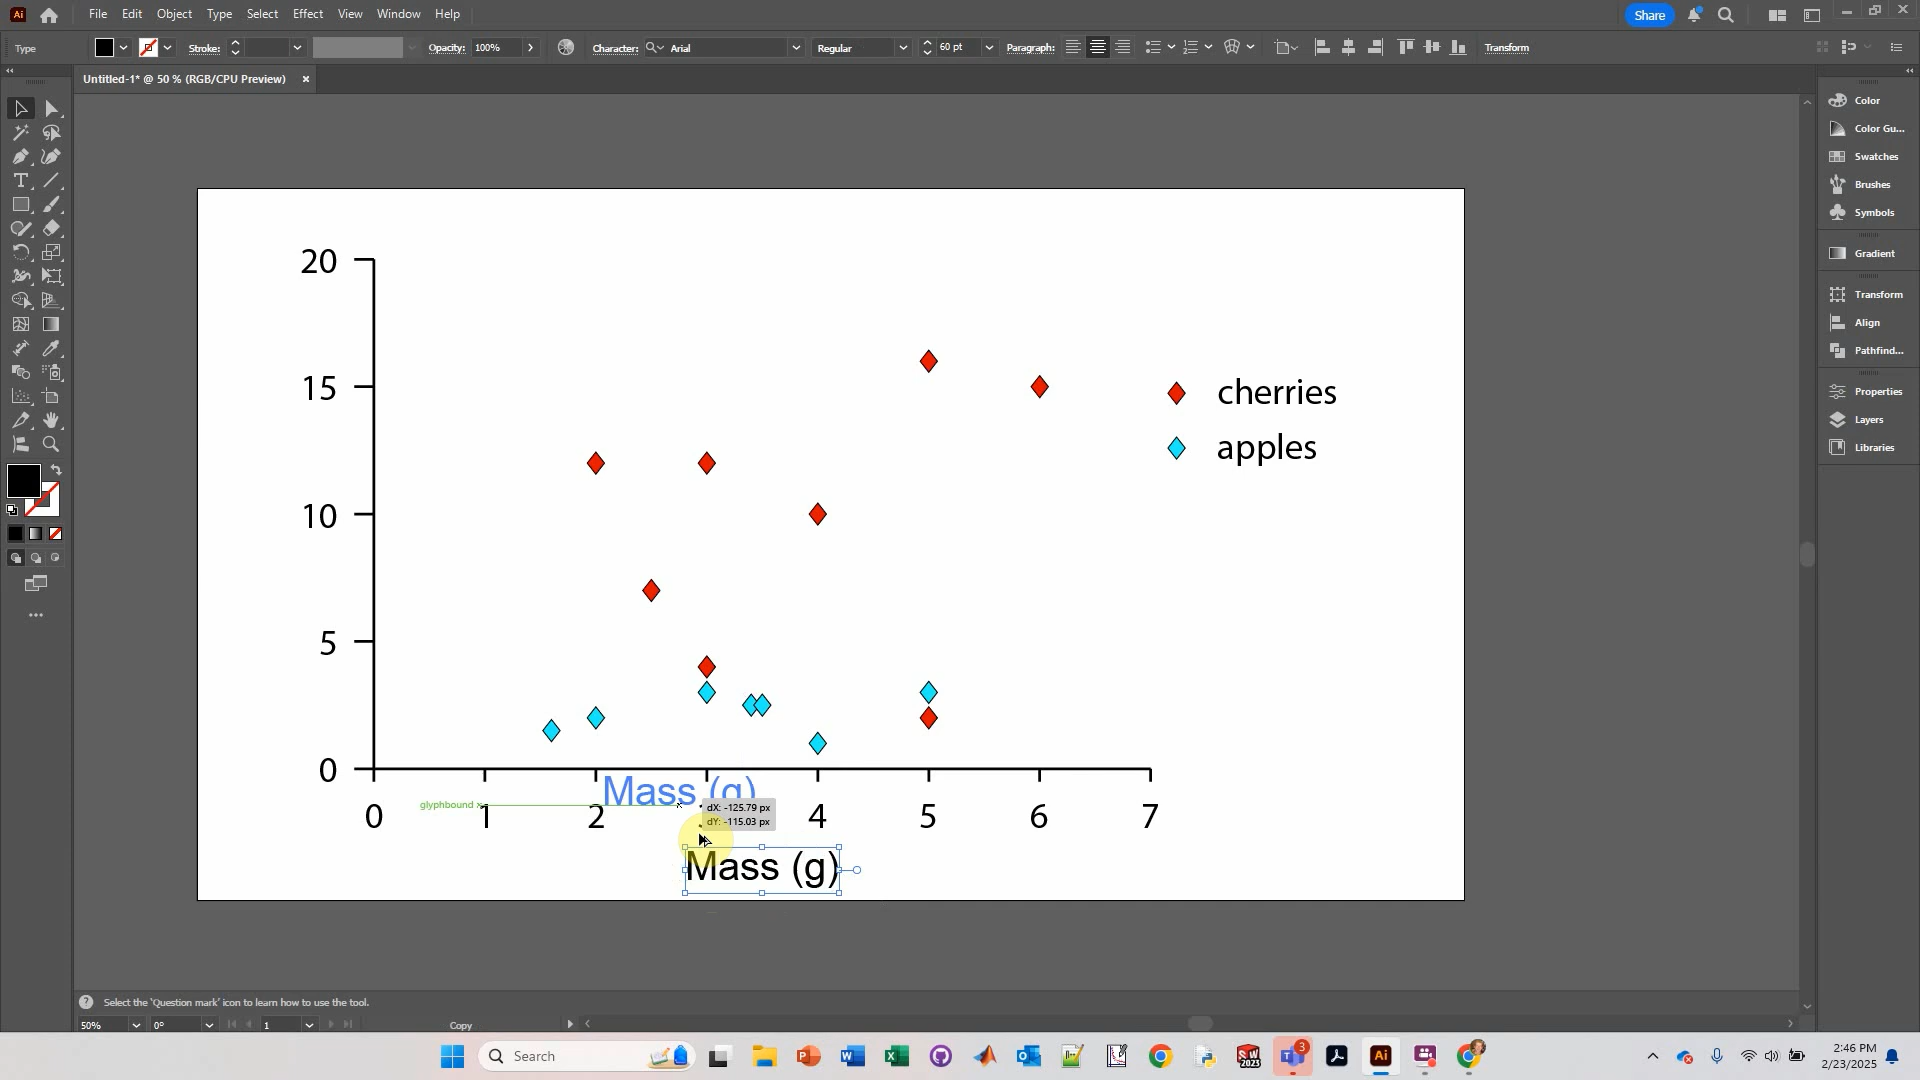 Ai File Edit Object Type Select Effect View Window Help Share
Type Stroke: Opacity: 100% Character: Arial Regular 60 pt Paragraph: Transform
Untitled-1* @ 50 % (RGB/CPU Preview)
Color
Color Gu...
Swatches
Brushes
Symbols
Gradient
Transform
Align
Pathfind...
Properties
Layers
Libraries
20
15
10
5
0
cherries
apples
Mass (g)
glyphbound
dX: -125.79 px
dY: -115.03 px
0 1 2 4 5 6 7
Mass (g)
Select the 'Question mark' icon to learn how to use the tool.
50% 0° 1 Copy
Search
2:46 PM
2/23/2025
3
2023